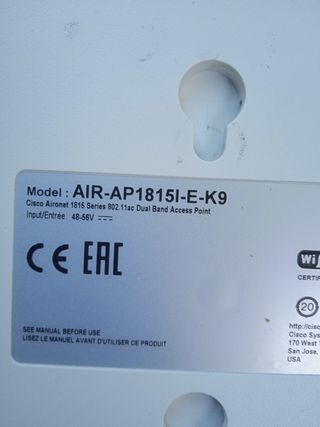 Model : AIR-AP1815I-E-K9
Cisco Aironet 1815 Series 802.11ac Dual Band Access Point
Input/Entrée: 48-56V
CE EAC
Wi
CERTIF
20
SEE MANUAL BEFORE USE
LISEZ LE MANUEL AVANT D'UTILISER CE PRODUIT
http://cisc
Cisco Syst
170 West T
San Jose,
USA